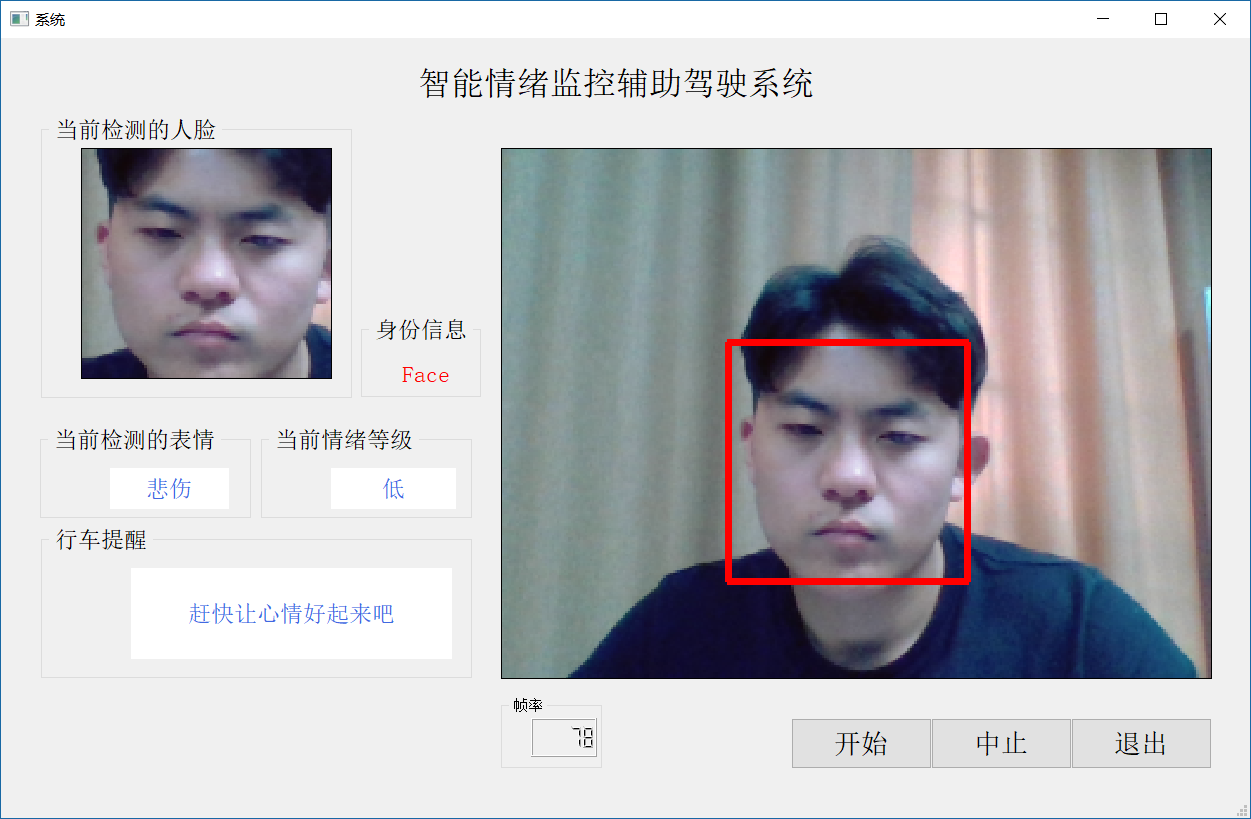 系统
智能情绪监控辅助驾驶系统
当前检测的人脸
身份信息
Face
当前检测的表情
悲伤
当前情绪等级
低
行车提醒
赶快让心情好起来吧
帧率
78
开始
中止
退出